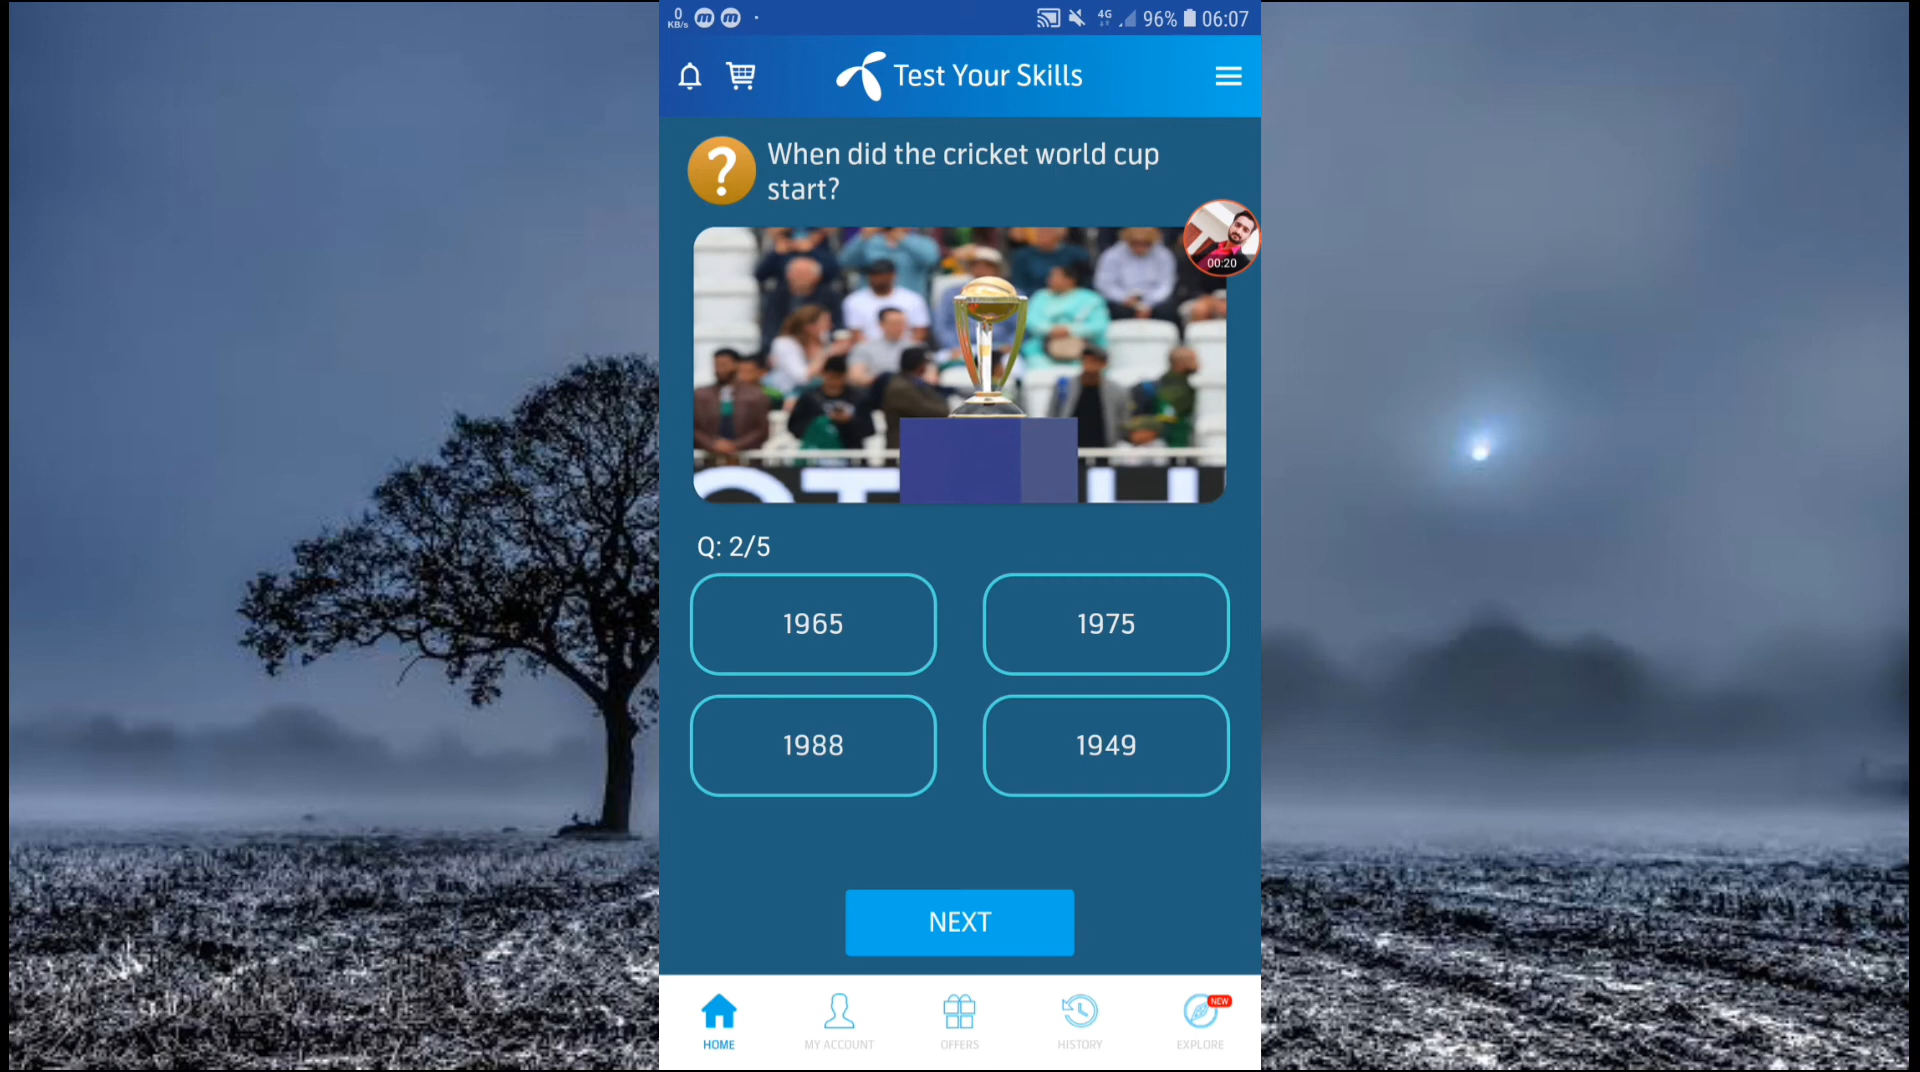 0
KB/s
4G
96%
06:07
Test Your Skills
?
When did the cricket world cup
start?
00:20
Q: 2/5
1965
1975
1988
1949
NEXT
HOME
MY ACCOUNT
OFFERS
HISTORY
NEW
EXPLORE